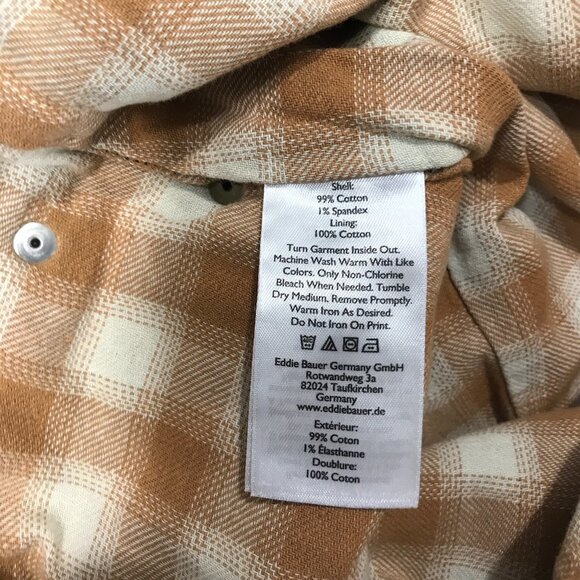 Shell:
99% Cotton
1% Spandex
Lining:
100% Cotton
Turn Garment Inside Out.
Machine Wash Warm With Like
Colors. Only Non-Chlorine
Bleach When Needed. Tumble
Dry Medium. Remove Promptly.
Warm Iron As Desired.
Do Not Iron On Print.
Eddie Bauer Germany GmbH
Rotwandweg 3a
82024 Taufkirchen
Germany
www.eddiebauer.de
Extérieur:
99% Coton
1% Élasthanne
Doublure:
100% Coton